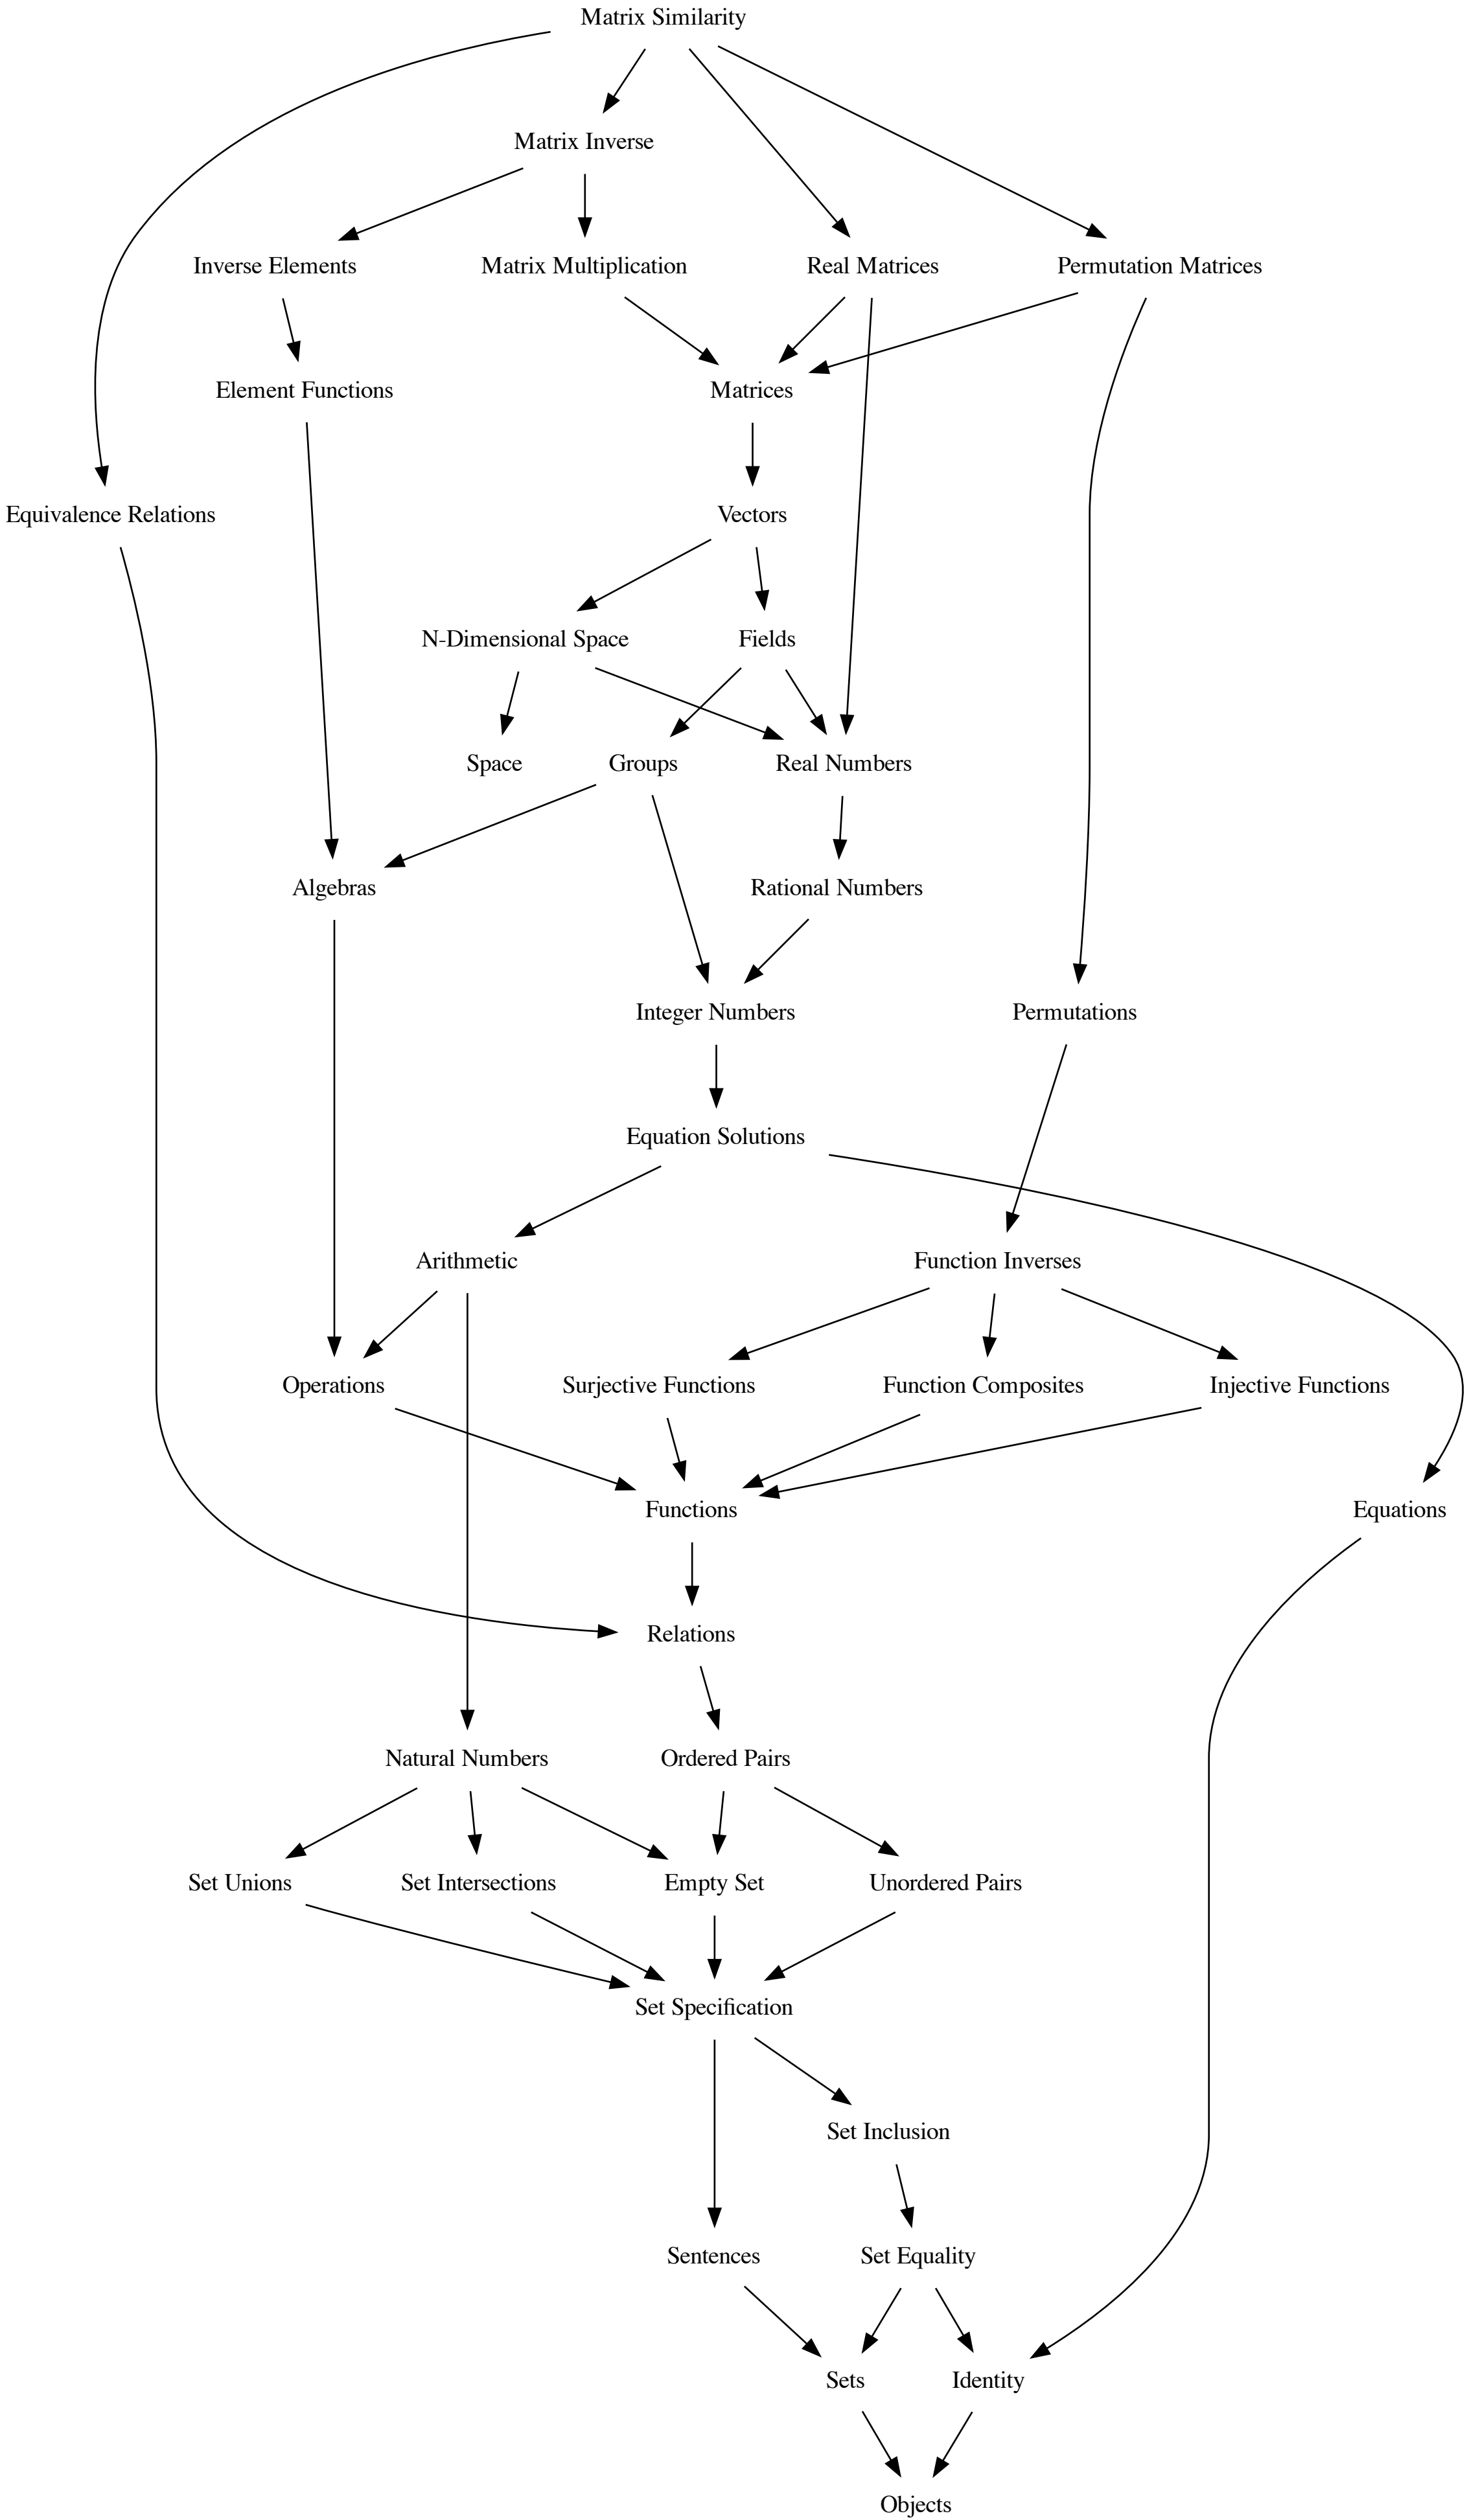 Matrix Similarity
Matrix Inverse
Inverse Elements
Matrix Multiplication
Real Matrices
Permutation Matrices
Element Functions
Matrices
Equivalence Relations
Vectors
N-Dimensional Space
Fields
Space
Groups
Real Numbers
Algebras
Rational Numbers
Integer Numbers
Permutations
Equation Solutions
Arithmetic
Function Inverses
Operations
Surjective Functions
Function Composites
Injective Functions
Functions
Equations
Relations
Natural Numbers
Ordered Pairs
Set Unions
Set Intersections
Empty Set
Unordered Pairs
Set Specification
Set Inclusion
Sentences
Set Equality
Sets
Identity
Objects